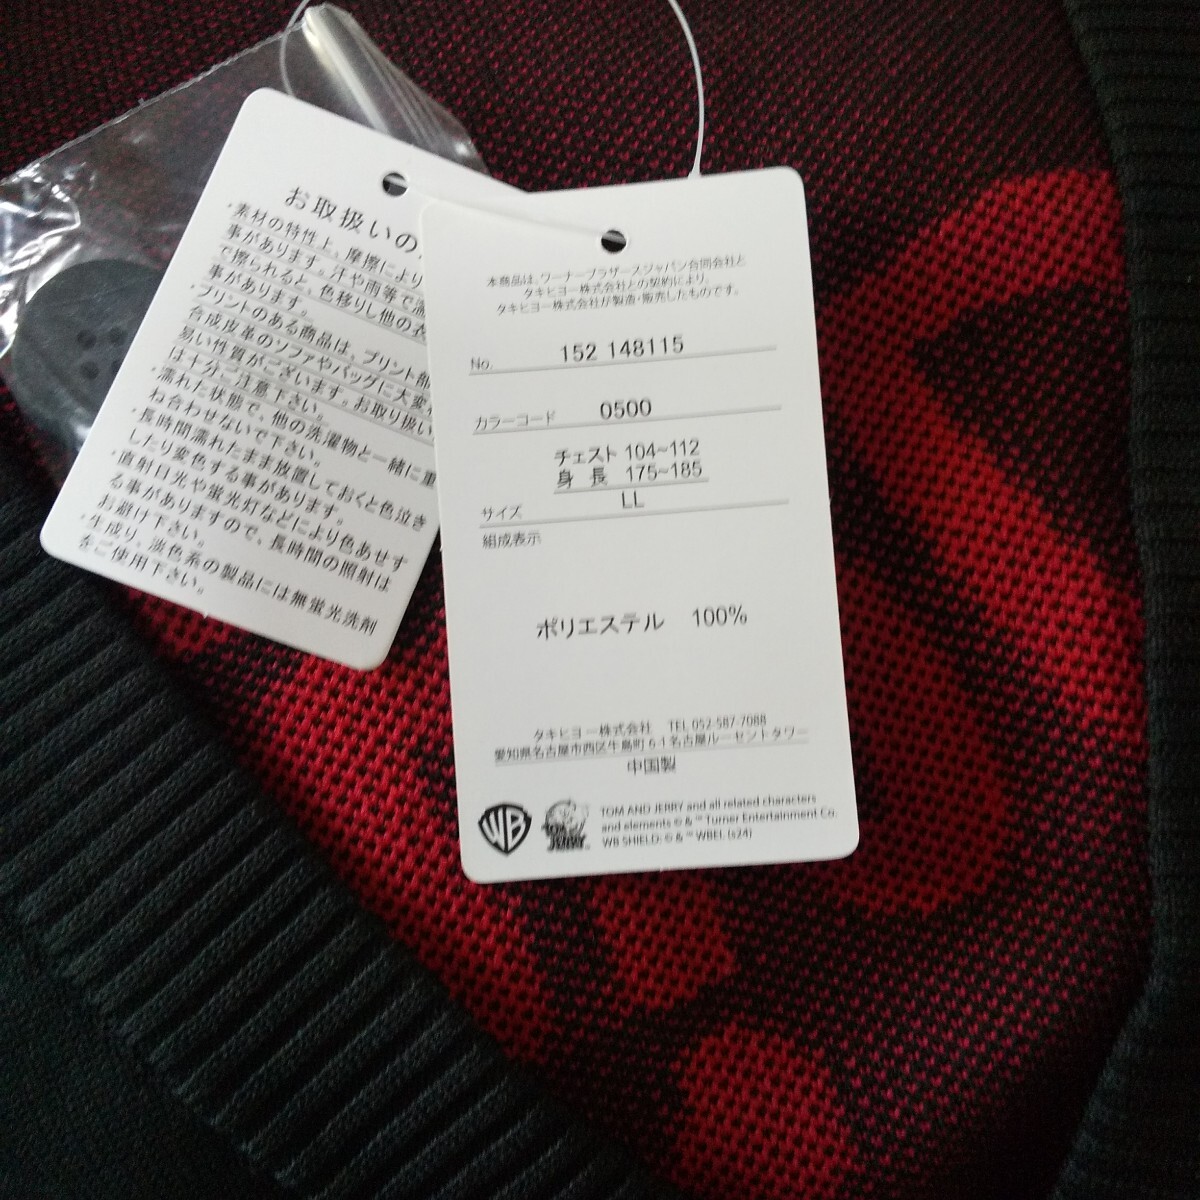 お取扱いの
・素材の特性上、摩擦により
事があります。汗や雨等で濡
で擦られると、色移りし他の衣
事があります。
・プリントのある商品は、プリント部
合成皮革のソファやバッグに大変
易い性質がございます。お取り扱い
は十分ご注意下さい。
・濡れた状態で、他の洗濯物と一緒に重
ね合わせないで下さい。
・長時間濡れたまま放置しておくと色泣き
したり変色する事があります。
・直射日光や蛍光灯などにより色あせす
る事がありますので、長時間の照射は
お避け下さい。
・生成り、淡色系の製品には無蛍光洗剤
をご使用下さい。
本商品は、ワーナーブラザースジャパン合同会社と
タキヒヨー株式会社との契約により、
タキヒヨー株式会社が製造・販売したものです。
No. 152 148115
カラーコード 0500
チェスト 104~112
身 長 175~185
サイズ LL
組成表示
ポリエステル 100%
タキヒヨー株式会社 TEL 052-587-7088
愛知県名古屋市西区牛島町 6-1 名古屋ルーセントタワー
中国製
WB
TOM AND JERRY
TOM AND JERRY and all related characters
and elements © & ™ Turner Entertainment Co.
WB SHIELD: © & ™ WBEI. (s24)